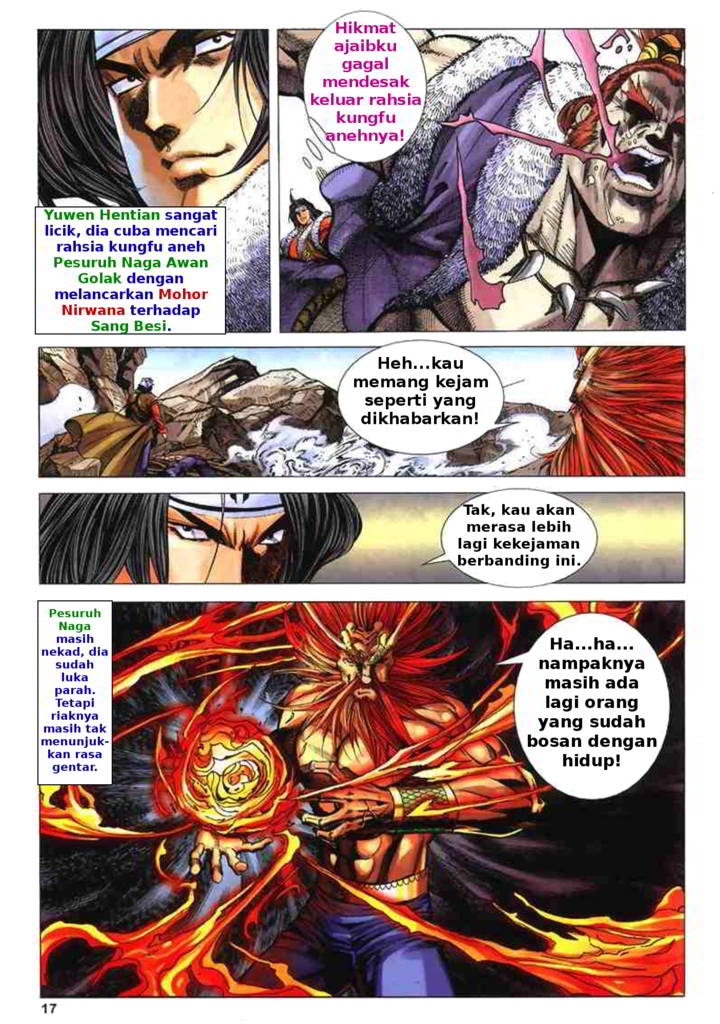 Hikmat
ajaibku
gagal
mendesak
keluar rahsia
kungfu
anehnya!
Yuwen Hentian sangat
licik, dia cuba mencari
rahsia kungfu aneh
Pesuruh Naga Awan
Golak dengan
melancarkan Mohor
Nirwana terhadap
Sang Besi.
Heh...kau
memang kejam
seperti yang
dikhabarkan!
Tak, kau akan
merasa lebih
lagi kekejaman
berbanding ini.
Pesuruh
Naga
masih
nekad, dia
sudah
luka
parah.
Tetapi
riaknya
masih tak
menunjuk-
kan rasa
gentar.
Ha...ha...
nampaknya
masih ada
lagi orang
yang sudah
bosan dengan
hidup!
17